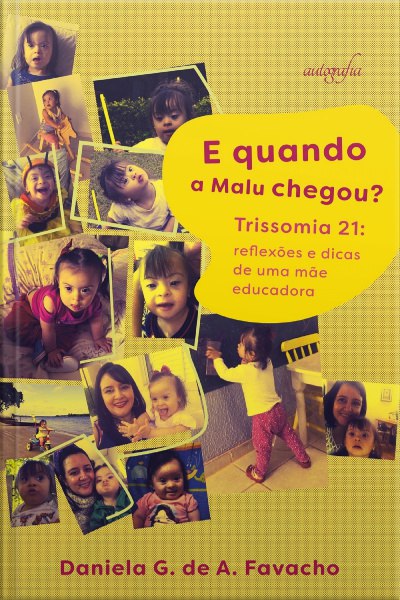 autografia
E quando
a Malu chegou?
Trissomia 21:
reflexões e dicas
de uma mãe
educadora
Daniela G. de A. Favacho